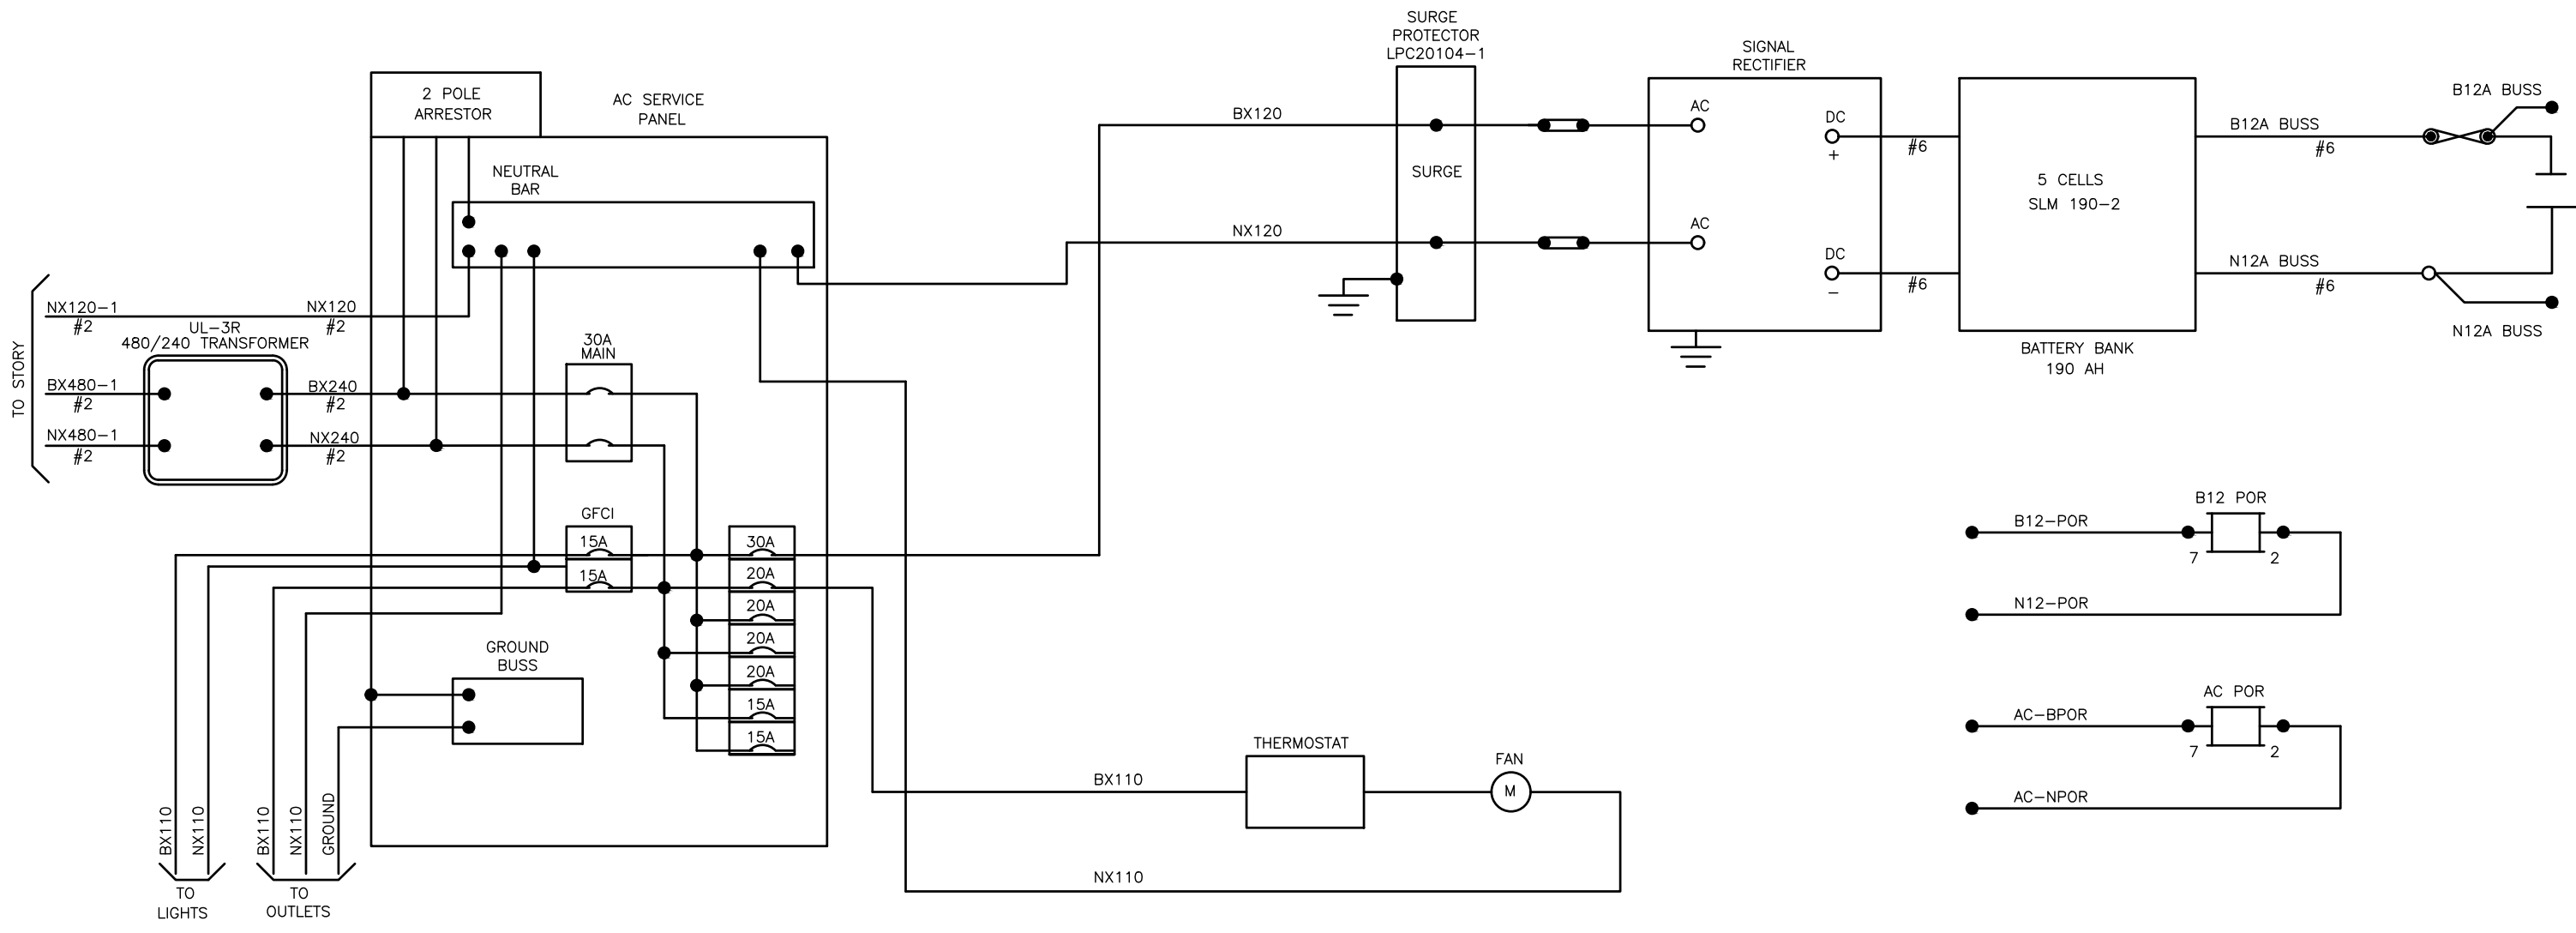 SURGE
PROTECTOR
LPC20104-1
SIGNAL
RECTIFIER
2 POLE
ARRESTOR
AC SERVICE
PANEL
NEUTRAL
BAR
BX120
SURGE
NX120
AC
AC
DC
+
DC
-
#6
#6
5 CELLS
SLM 190-2
BATTERY BANK
190 AH
B12A BUSS
#6
B12A BUSS
N12A BUSS
#6
N12A BUSS
TO STORY
NX120-1
#2
NX120
#2
UL-3R
480/240 TRANSFORMER
BX480-1
#2
BX240
#2
NX480-1
#2
NX240
#2
30A
MAIN
GFCI
15A
15A
30A
20A
20A
20A
20A
15A
15A
GROUND
BUSS
BX110
NX110
BX110
NX110
GROUND
TO
LIGHTS
TO
OUTLETS
THERMOSTAT
FAN
M
BX110
NX110
B12 POR
B12-POR
7
2
N12-POR
AC POR
AC-BPOR
7
2
AC-NPOR